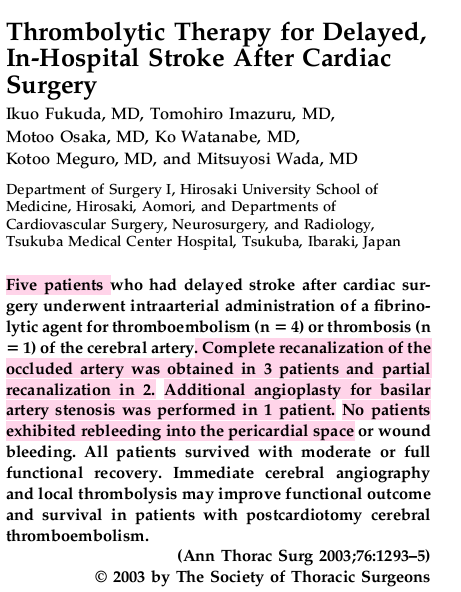 Thrombolytic Therapy for Delayed,
In-Hospital Stroke After Cardiac
Surgery
Ikuo Fukuda, MD, Tomohiro Imazuru, MD,
Motoo Osaka, MD, Ko Watanabe, MD,
Kotoo Meguro, MD, and Mitsuyosi Wada, MD
Department of Surgery I, Hirosaki University School of
Medicine, Hirosaki, Aomori, and Departments of
Cardiovascular Surgery, Neurosurgery, and Radiology,
Tsukuba Medical Center Hospital, Tsukuba, Ibaraki, Japan
Five patients who had delayed stroke after cardiac sur-
gery underwent intraarterial administration of a fibrino-
lytic agent for thromboembolism (n = 4) or thrombosis (n
= 1) of the cerebral artery. Complete recanalization of the
occluded artery was obtained in 3 patients and partial
recanalization in 2. Additional angioplasty for basilar
artery stenosis was performed in 1 patient. No patients
exhibited rebleeding into the pericardial space or wound
bleeding. All patients survived with moderate or full
functional recovery. Immediate cerebral angiography
and local thrombolysis may improve functional outcome
and survival in patients with postcardiotomy cerebral
thromboembolism.
(Ann Thorac Surg 2003;76:1293–5)
© 2003 by The Society of Thoracic Surgeons